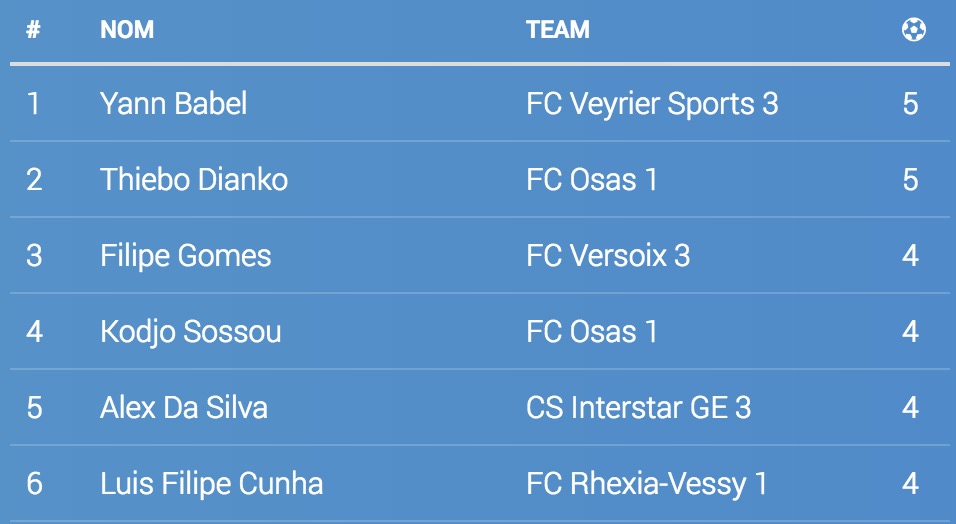 # NOM TEAM
1 Yann Babel FC Veyrier Sports 3 5
2 Thiebo Dianko FC Osas 1 5
3 Filipe Gomes FC Versoix 3 4
4 Kodjo Sossou FC Osas 1 4
5 Alex Da Silva CS Interstar GE 3 4
6 Luis Filipe Cunha FC Rhexia-Vessy 1 4